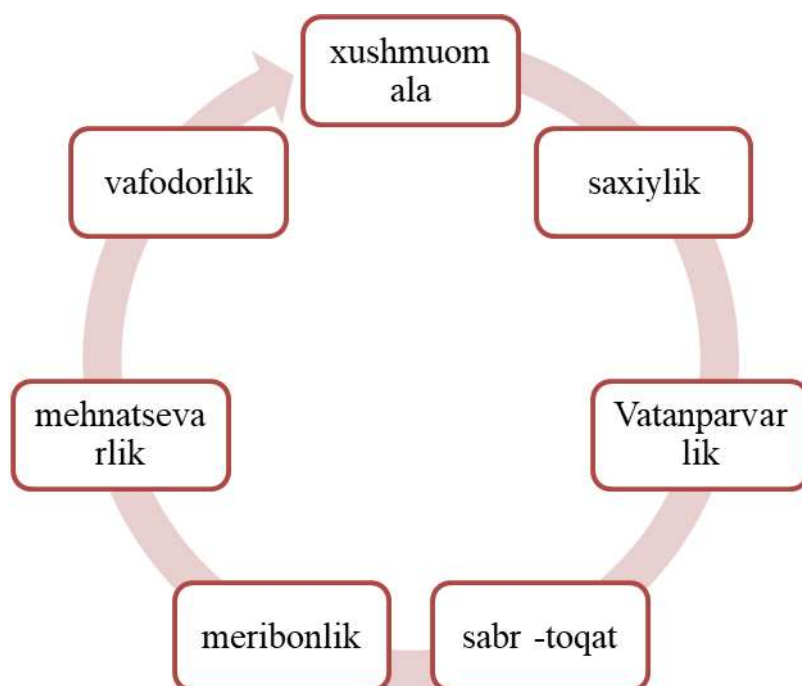 xushmuom
ala
saxiylik
Vatanparvar
lik
sabr -toqat
meribonlik
mehnatseva
rlik
vafodorlik